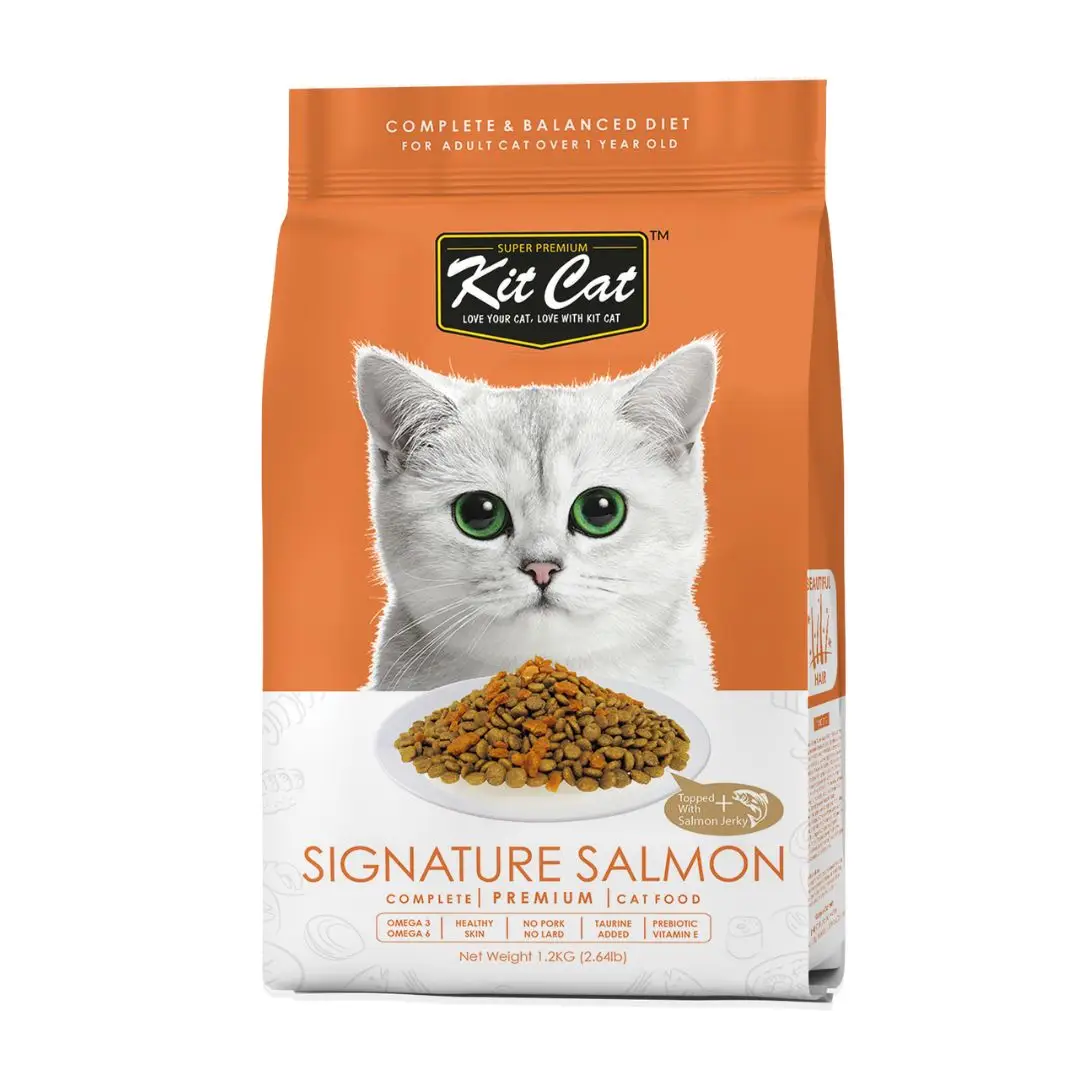 COMPLETE & BALANCED DIET
FOR ADULT CAT OVER 1 YEAR OLD
SUPER PREMIUM
Kit Cat
TM
LOVE YOUR CAT, LOVE WITH KIT CAT
Topped
With
Salmon Jerky
+
SIGNATURE SALMON
COMPLETE | PREMIUM | CAT FOOD
OMEGA 3
OMEGA 6
HEALTHY
SKIN
NO PORK
NO LARD
TAURINE
ADDED
PREBIOTIC
VITAMIN E
Net Weight 1.2KG (2.64lb)
HAIR